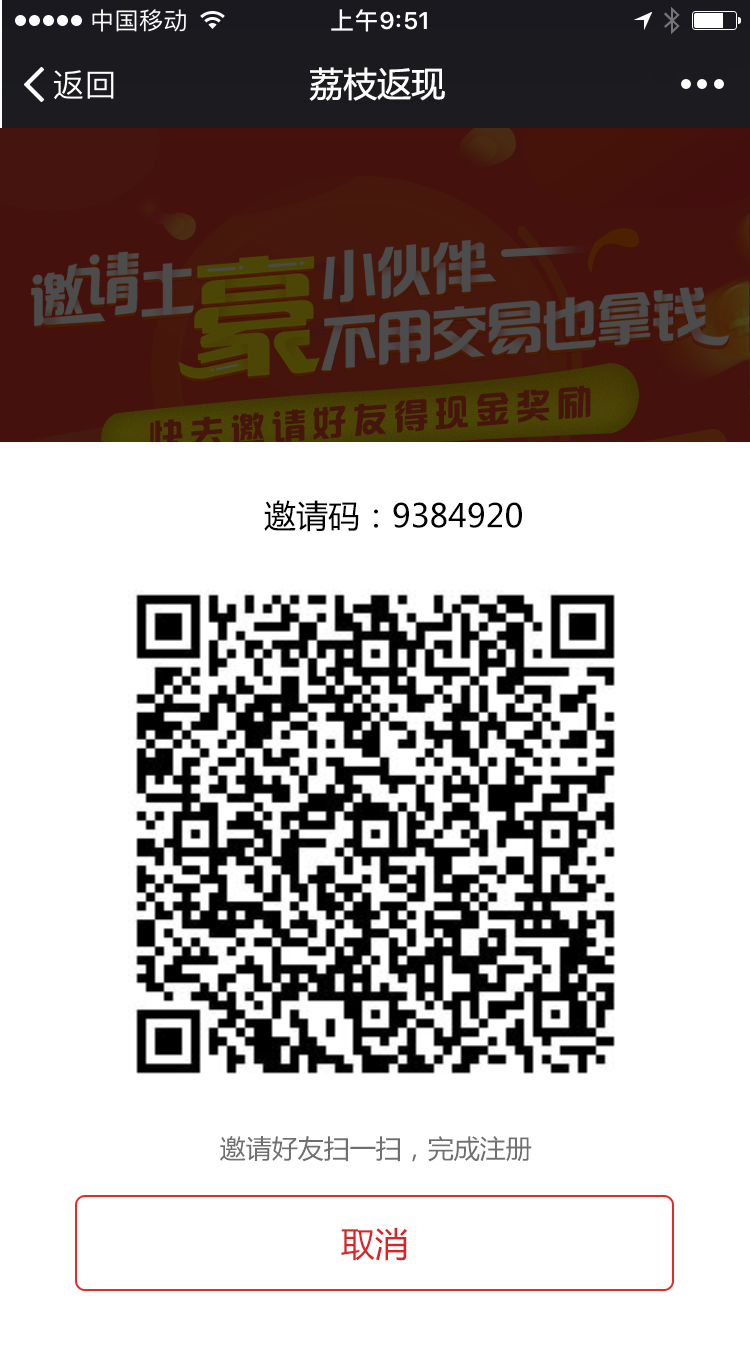 中国移动 上午9:51
返回 荔枝返现
邀请土豪小伙伴
不用交易也拿钱
快去邀请好友得现金奖励
邀请码：9384920
邀请好友扫一扫，完成注册
取消